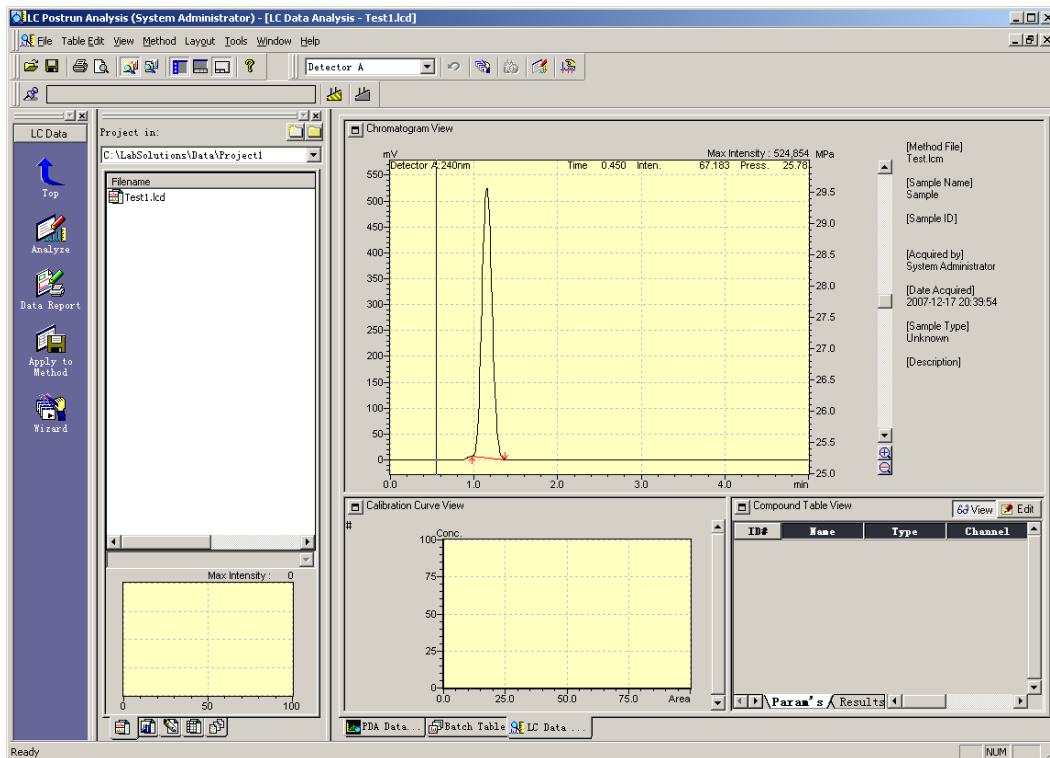 LC Postrun Analysis (System Administrator) - [LC Data Analysis - Test1.lcd]
File Table Edit View Method Layout Tools Window Help
Detector A
LC Data
Top
Analyze
Data Report
Apply to
Method
Wizard
Project in:
C:\LabSolutions\Data\Project1
Filename
Test1.lcd
Max Intensity : 0
0 50 100
Chromatogram View
mV Max Intensity : 524,854 MPa
Detector A:240nm Time 0.450 Inten. 67.183 Press. 25.78
550
500
450
400
350
300
250
200
150
100
50
0
29.5
29.0
28.5
28.0
27.5
27.0
26.5
26.0
25.5
25.0
0.0 1.0 2.0 3.0 4.0 min
[Method File]
Test.lcm
[Sample Name]
Sample
[Sample ID]
[Acquired by]
System Administrator
[Date Acquired]
2007-12-17 20:39:54
[Sample Type]
Unknown
[Description]
Calibration Curve View
#
Conc.
100
75
50
25
0
0.0 25.0 50.0 75.0 Area
Compound Table View
View Edit
ID# Name Type Channel
Param's Results
PDA Data... Batch Table LC Data ...
Ready
NUM